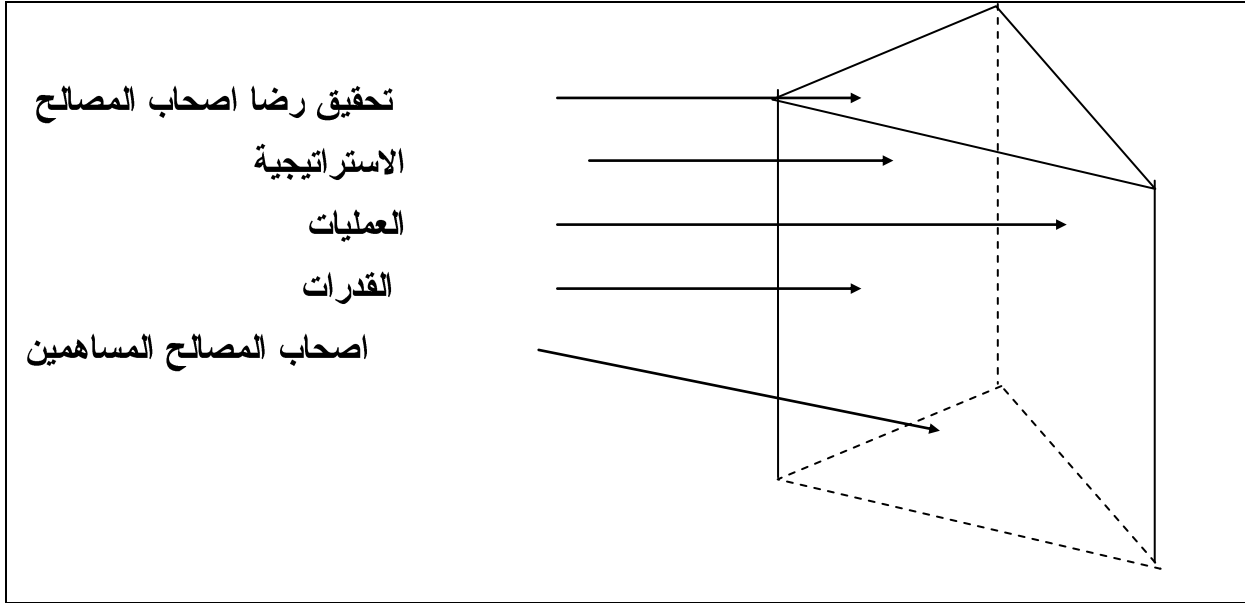 تحقيق رضا اصحاب المصالح
الاستراتيجية
العمليات
القدرات
اصحاب المصالح المساهمين